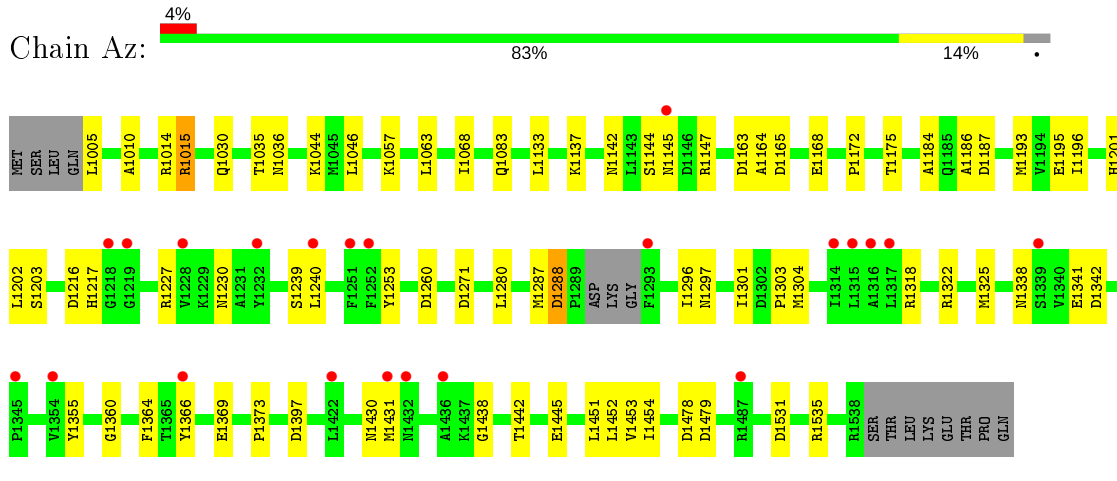 4%
Chain Az:
83%
14%
•
MET SER LEU GLN L1005 A1010 R1014 R1015 Q1030 T1035 N1036 K1044 M1045 L1046 K1057 L1063 I1068 Q1083 L1133 K1137 N1142 L1143 S1144 N1145 D1146 R1147 D1163 A1164 D1165 E1168 P1172 T1175 A1184 Q1185 A1186 D1187 M1193 V1194 E1195 I1196 H1201
L1202 S1203 D1216 H1217 G1218 G1219 R1227 V1228 K1229 N1230 A1231 Y1232 S1239 L1240 F1251 F1252 Y1253 D1260 D1271 L1280 M1287 D1288 P1289 ASP LYS GLY F1293 I1296 N1297 I1301 D1302 P1303 M1304 I1314 L1315 A1316 L1317 R1318 R1322 M1325 N1338 S1339 V1340 E1341 D1342
P1345 V1354 Y1355 G1360 F1364 T1365 Y1366 E1369 P1373 D1397 L1422 N1430 M1431 N1432 A1436 K1437 G1438 T1442 E1445 L1451 L1452 V1453 I1454 D1478 D1479 R1487 D1531 R1535 R1538 SER THR LEU LYS GLU THR PRO GLN